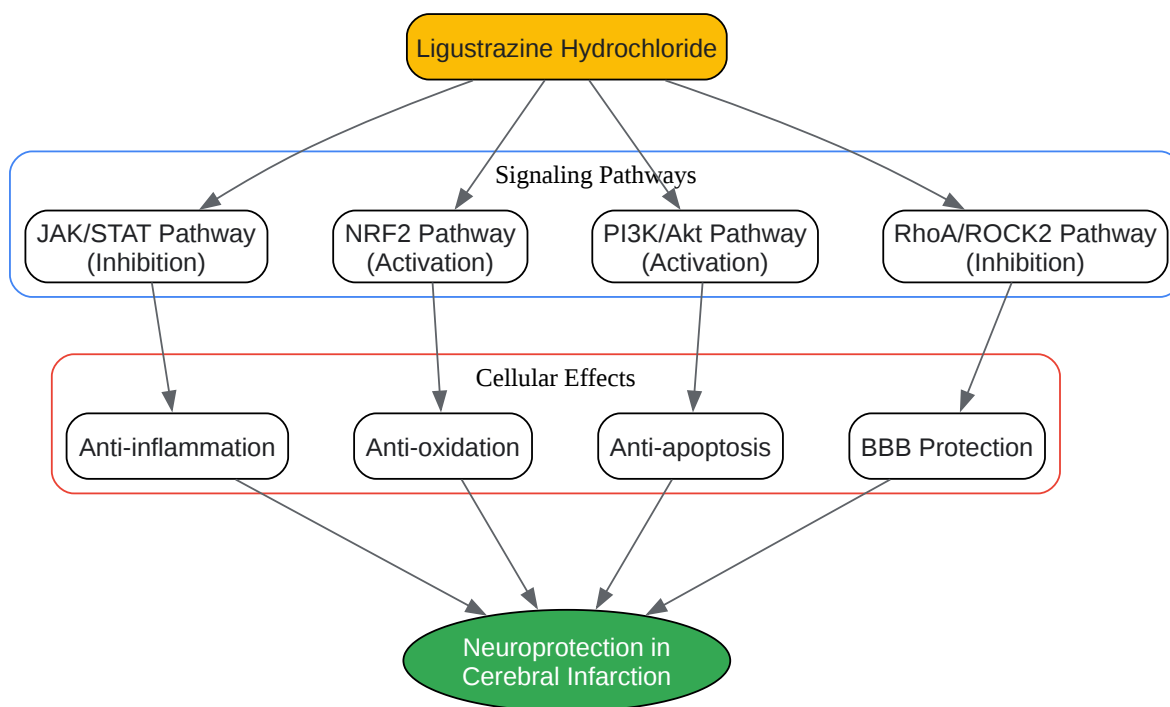 Ligustrazine Hydrochloride
Signaling Pathways
JAK/STAT Pathway
(Inhibition)
NRF2 Pathway
(Activation)
PI3K/Akt Pathway
(Activation)
RhoA/ROCK2 Pathway
(Inhibition)
Cellular Effects
Anti-inflammation
Anti-oxidation
Anti-apoptosis
BBB Protection
Neuroprotection in
Cerebral Infarction